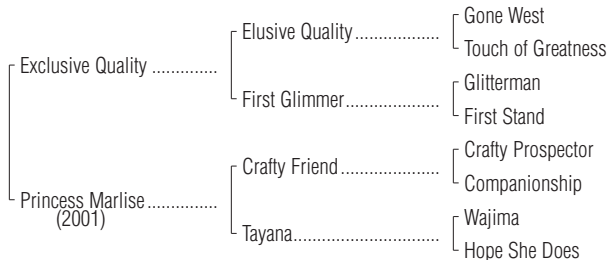 Gone West
Elusive Quality...................
Touch of Greatness
Exclusive Quality ..............
Glitterman
First Glimmer.....................
First Stand
Crafty Prospector
Crafty Friend ......................
Companionship
Princess Marlise ...............
(2001)
Wajima
Tayana.................................
Hope She Does